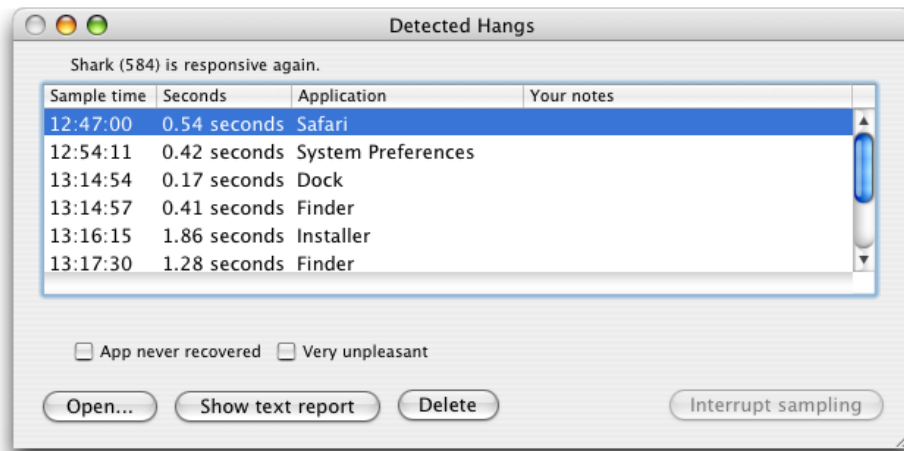 Detected Hangs
Shark (584) is responsive again.
Sample time Seconds Application Your notes
12:47:00 0.54 seconds Safari
12:54:11 0.42 seconds System Preferences
13:14:54 0.17 seconds Dock
13:14:57 0.41 seconds Finder
13:16:15 1.86 seconds Installer
13:17:30 1.28 seconds Finder
App never recovered Very unpleasant
Open... Show text report Delete Interrupt sampling